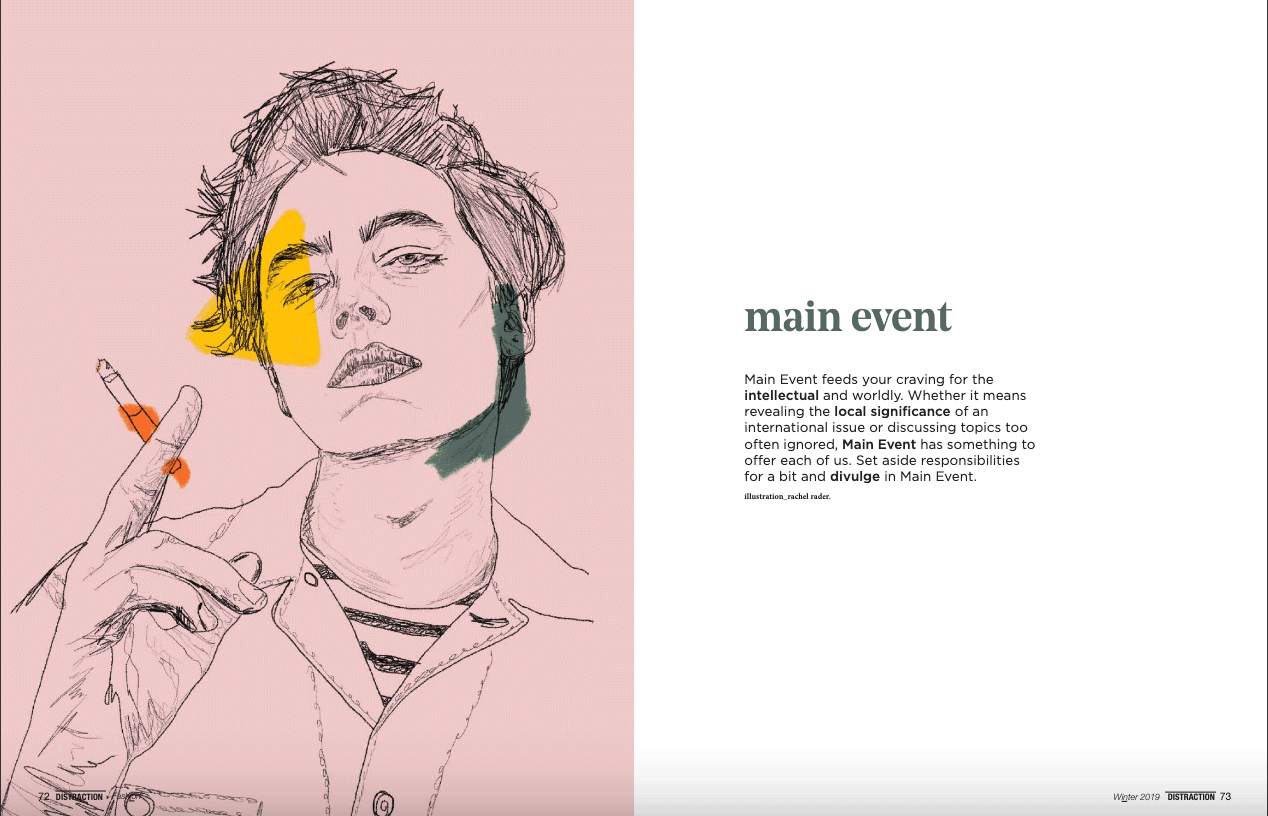 main event
Main Event feeds your craving for the
intellectual and worldly. Whether it means
revealing the local significance of an
international issue or discussing topics too
often ignored, Main Event has something to
offer each of us. Set aside responsibilities
for a bit and divulge in Main Event.
illustration_rachel rader.
72 DISTRACTION Fashion
Winter 2019 DISTRACTION 73